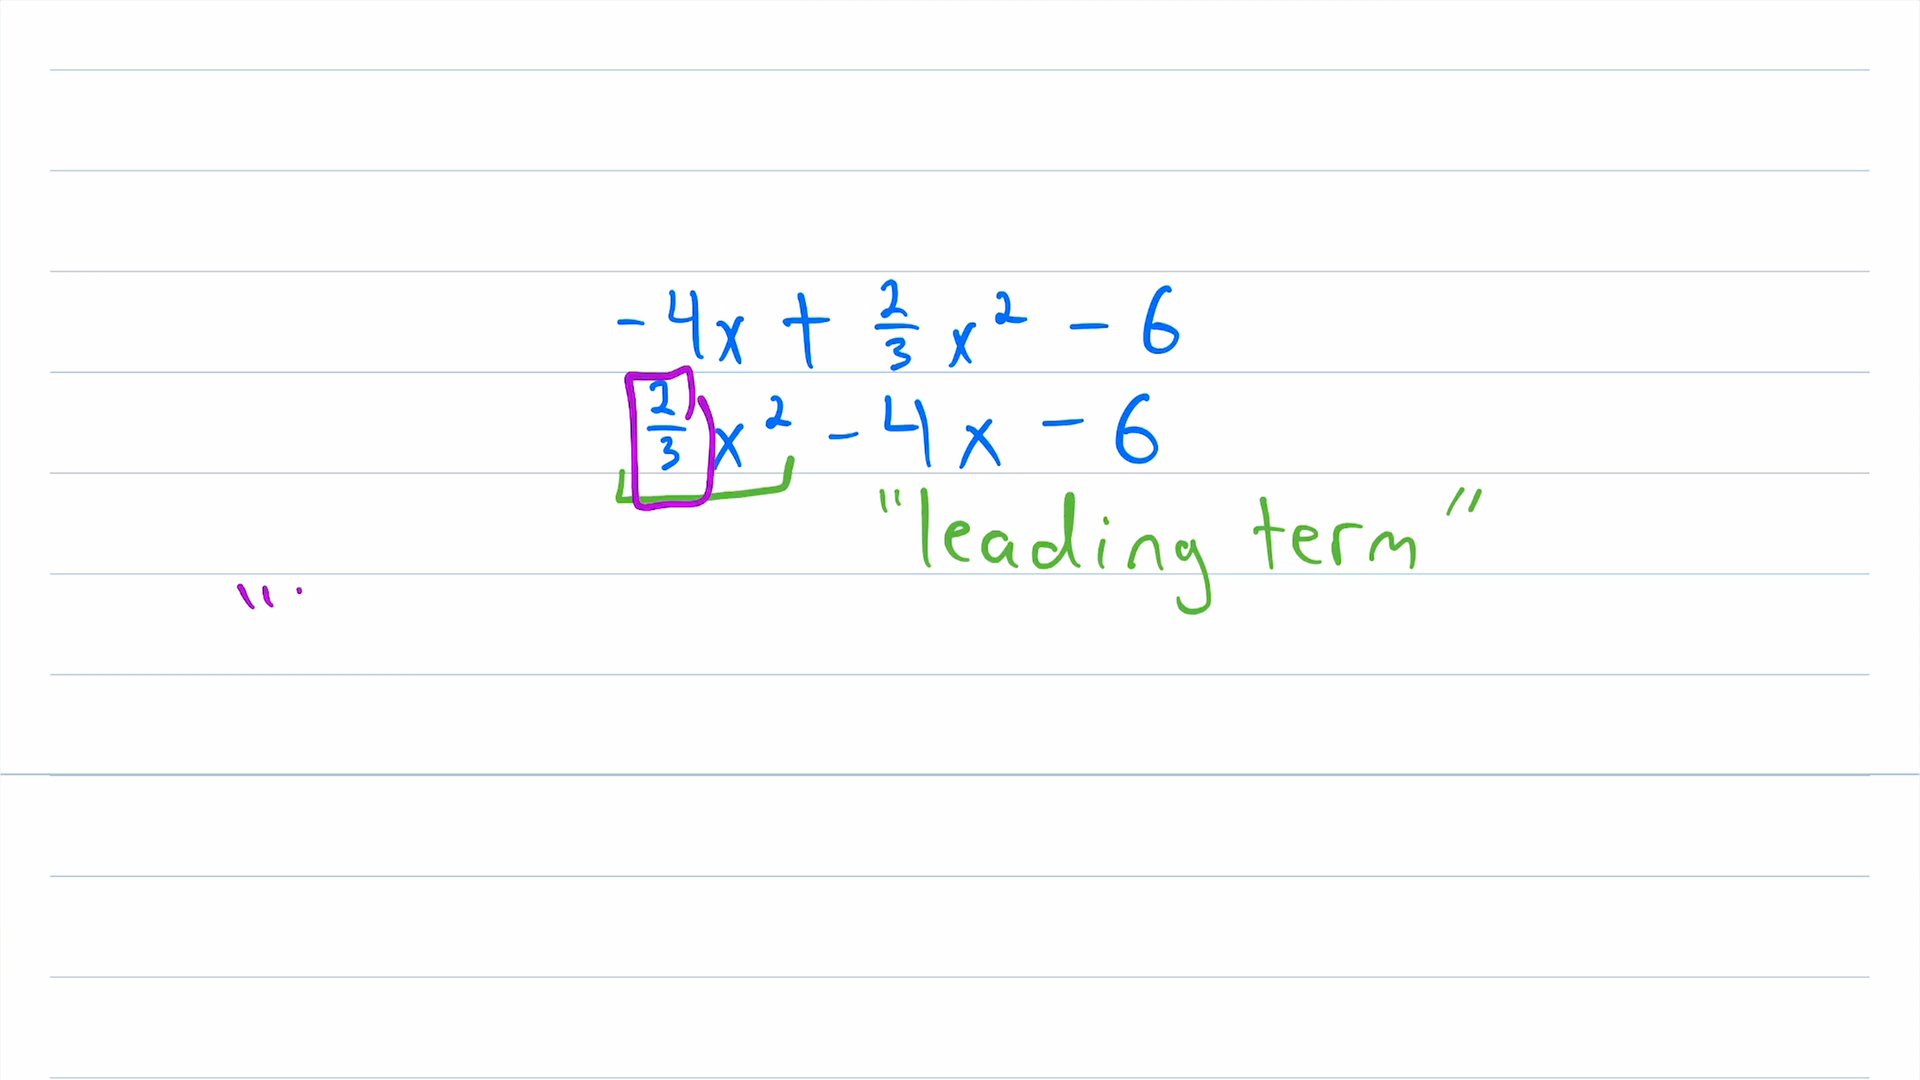 -4x + 2/3 x² - 6
2/3 x² - 4x - 6
"leading term"
"